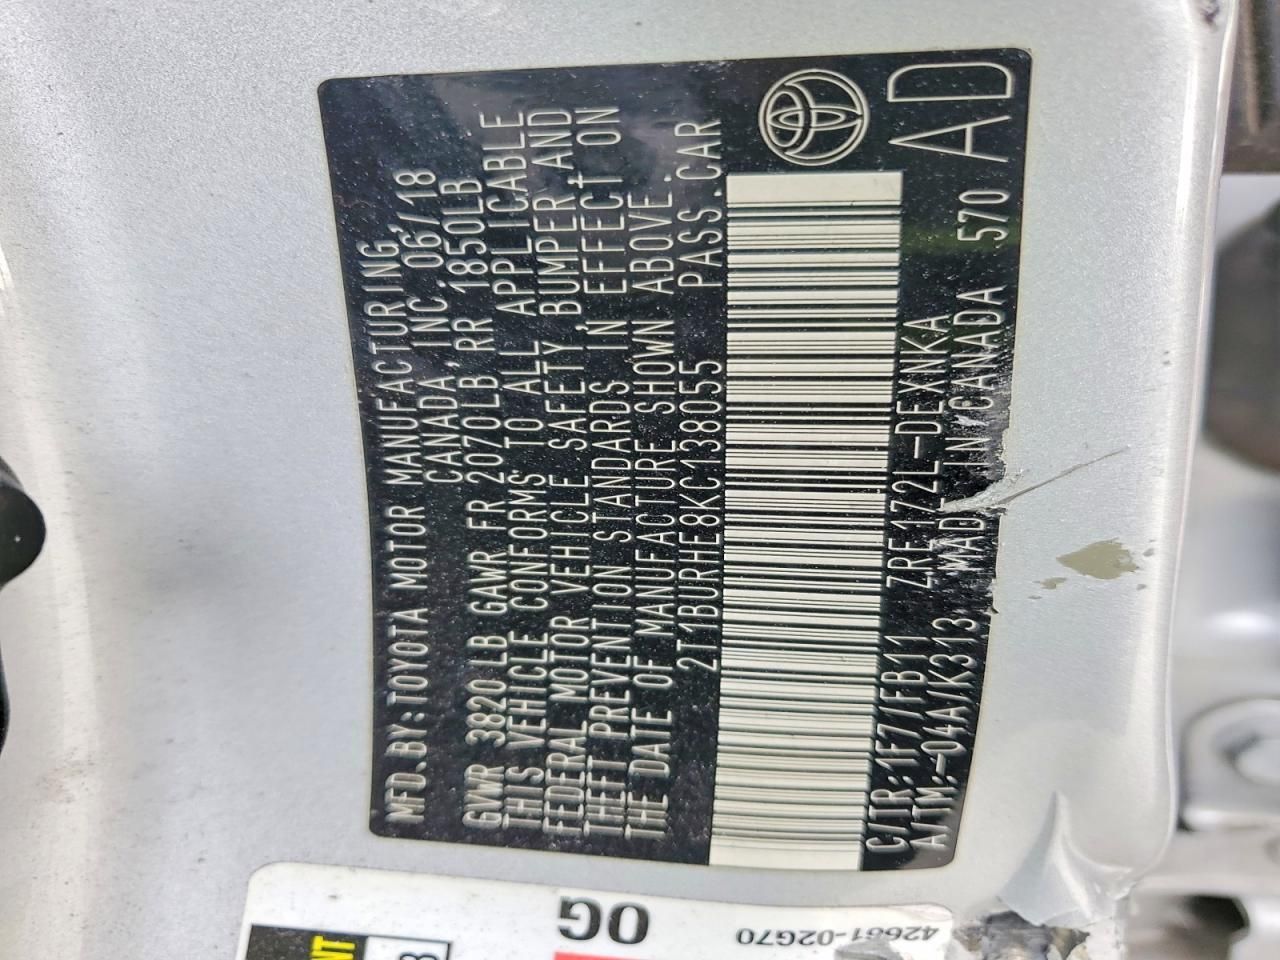 MFD.BY:TOYOTA MOTOR MANUFACTURING
CANADA, INC. 06/18
GVWR 3820LB GAWR FR 2070LB RR 1850LB
THIS VEHICLE CONFORMS TO ALL APPLICABLE
FEDERAL MOTOR VEHICLE SAFETY, BUMPER AND
THEFT PREVENTION STANDARDS IN EFFECT ON
THE DATE OF MANUFACTURE SHOWN ABOVE.
2T1BURHE8KC138055 PASS.CAR
C/TR:1F7/FB11 ZRE172L-DEXNKA
A/TM:-04A/K313 MADE IN CANADA 570 AD
OG
42661-02G70